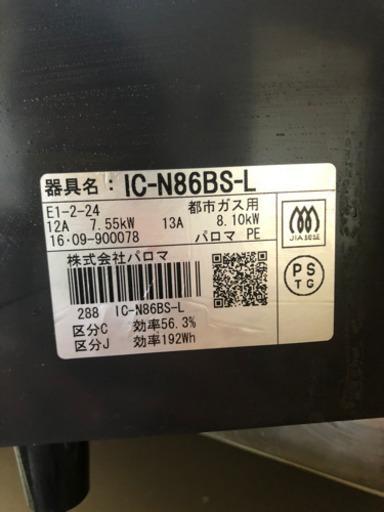 器具名：IC-N86BS-L
E1-2-24 都市ガス用
12A 7.55kW 13A 8.10kW
16・09-900078 パロマ PE
株式会社パロマ
288 IC-N86BS-L
区分C 効率56.3%
区分J 効率192Wh
JIA認証
PS
TG